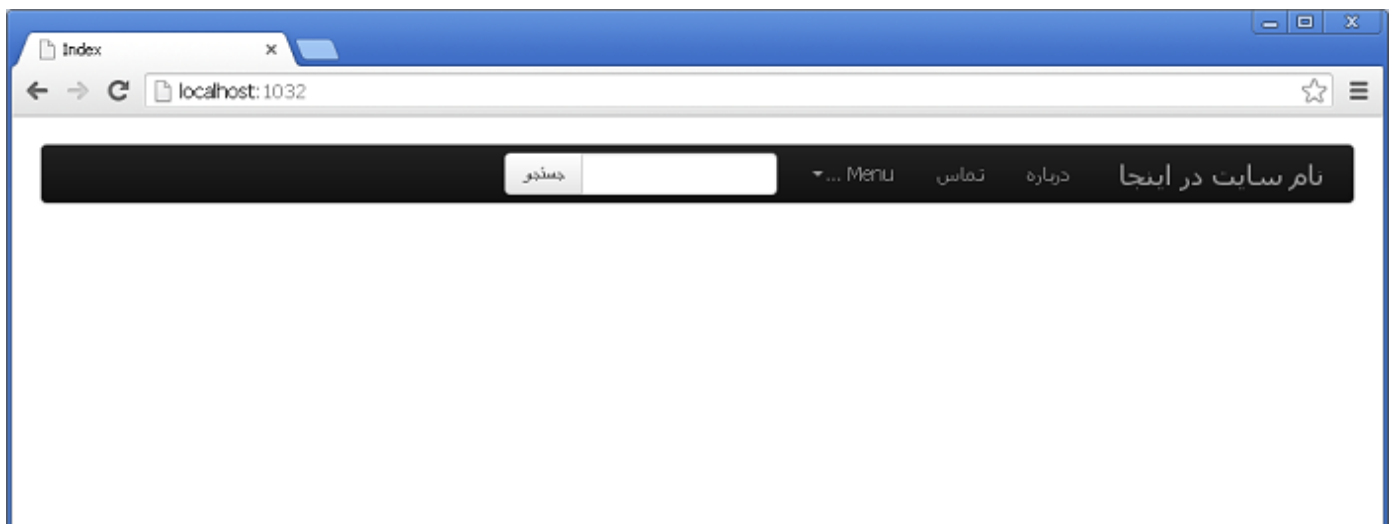 Index
localhost:1032
نام سایت در اینجا درباره تماس Menu ... جستجو